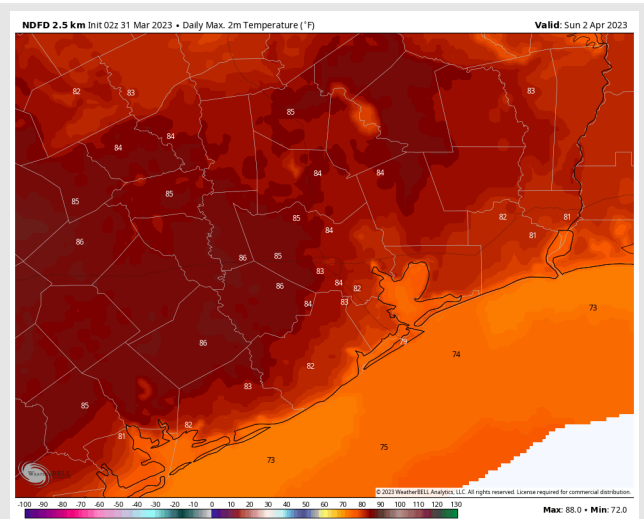 NDFD 2.5 km Init 02z 31 Mar 2023 • Daily Max. 2m Temperature (°F) Valid: Sun 2 Apr 2023
82 83 85 83
84
84 84 84
85 85
85 84 82 81
86 81
86 85
83
86 84 82
84 83 73
86 75 74
82
83
85
82
81
75
73
WeatherBELL
© 2023 WeatherBELL Analytics, LLC. All rights reserved. License required for commercial distribution.
-100 -90 -80 -70 -60 -50 -40 -30 -20 -10 0 10 20 30 40 50 60 70 80 90 100 110 120 130
Max: 88.0 • Min: 72.0